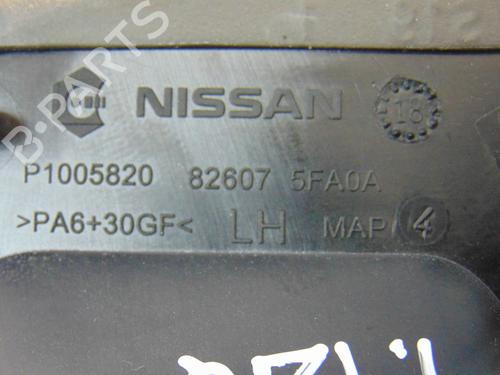 NISSAN 18
P1005820 82607 5FA0A
>PA6+30GF< LH MAP 4
B-PARTS